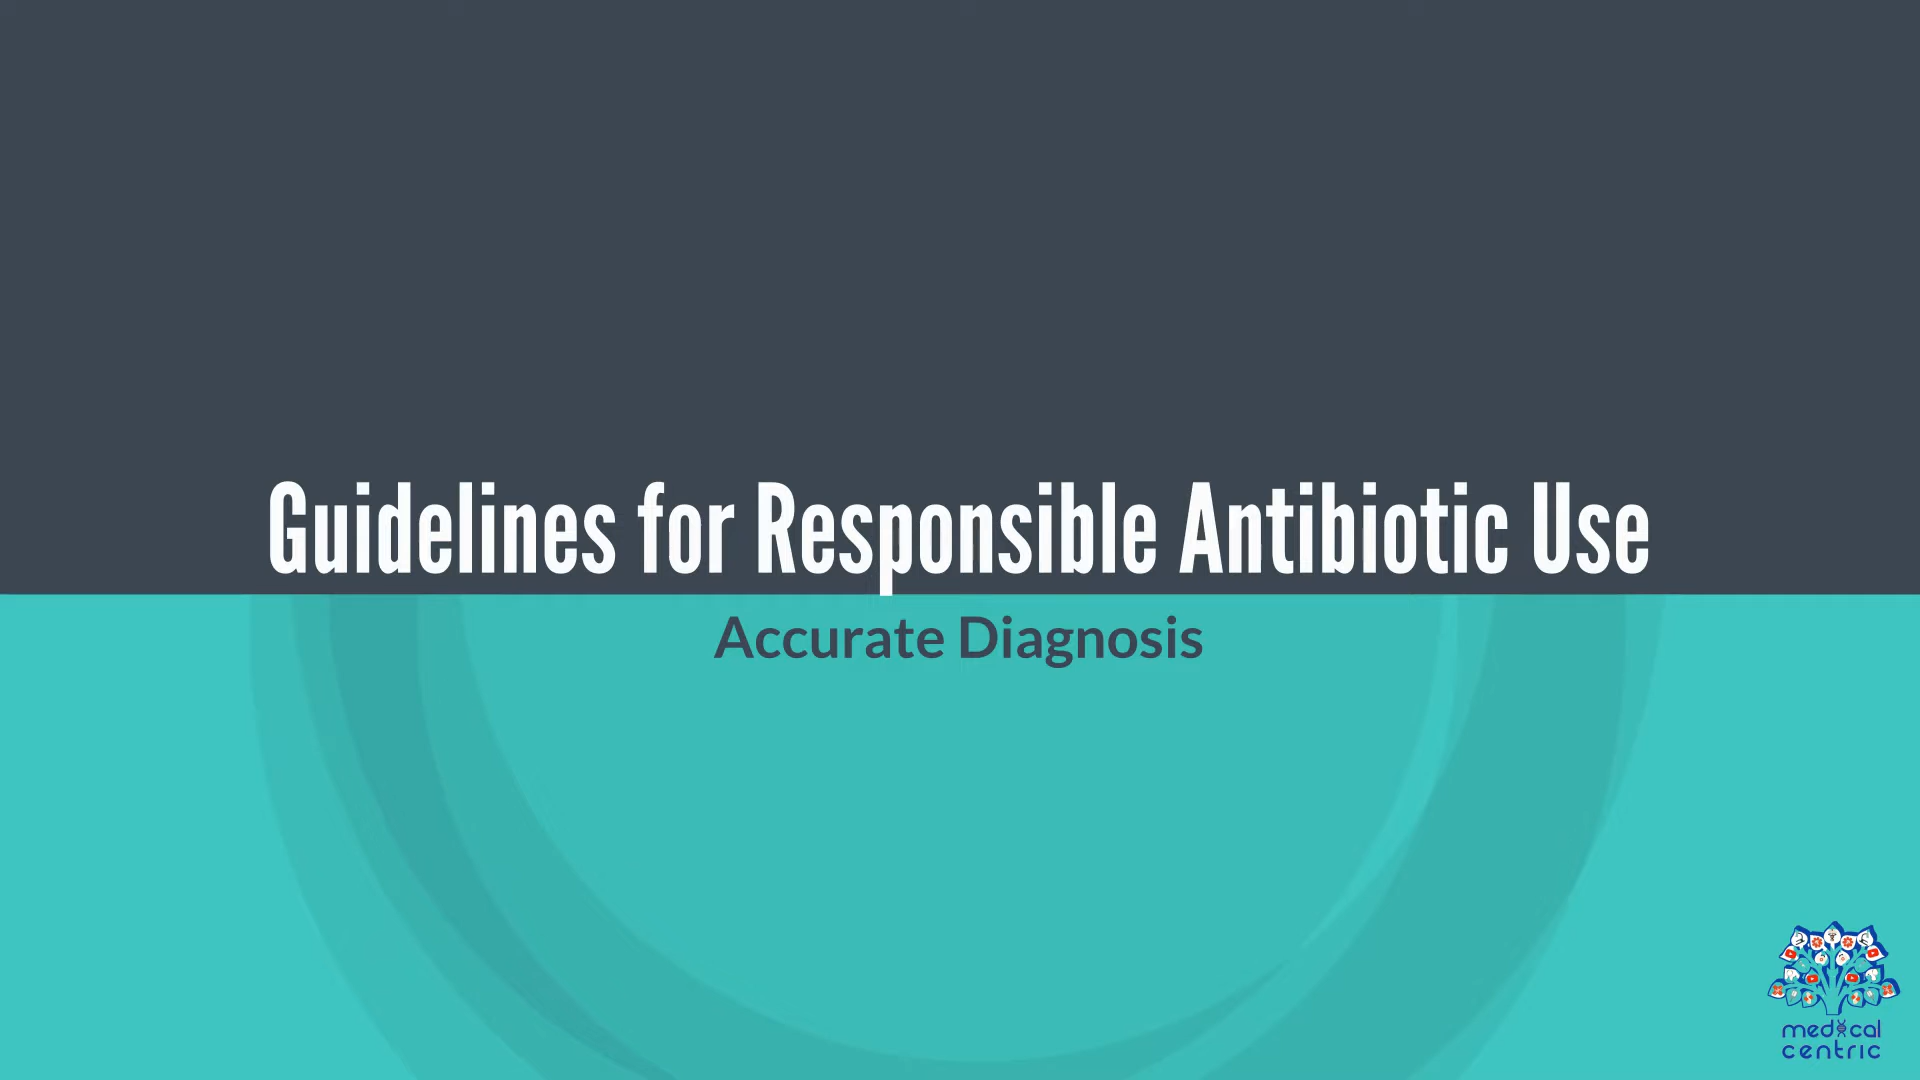 Guidelines for Responsible Antibiotic Use
Accurate Diagnosis
medical
centric